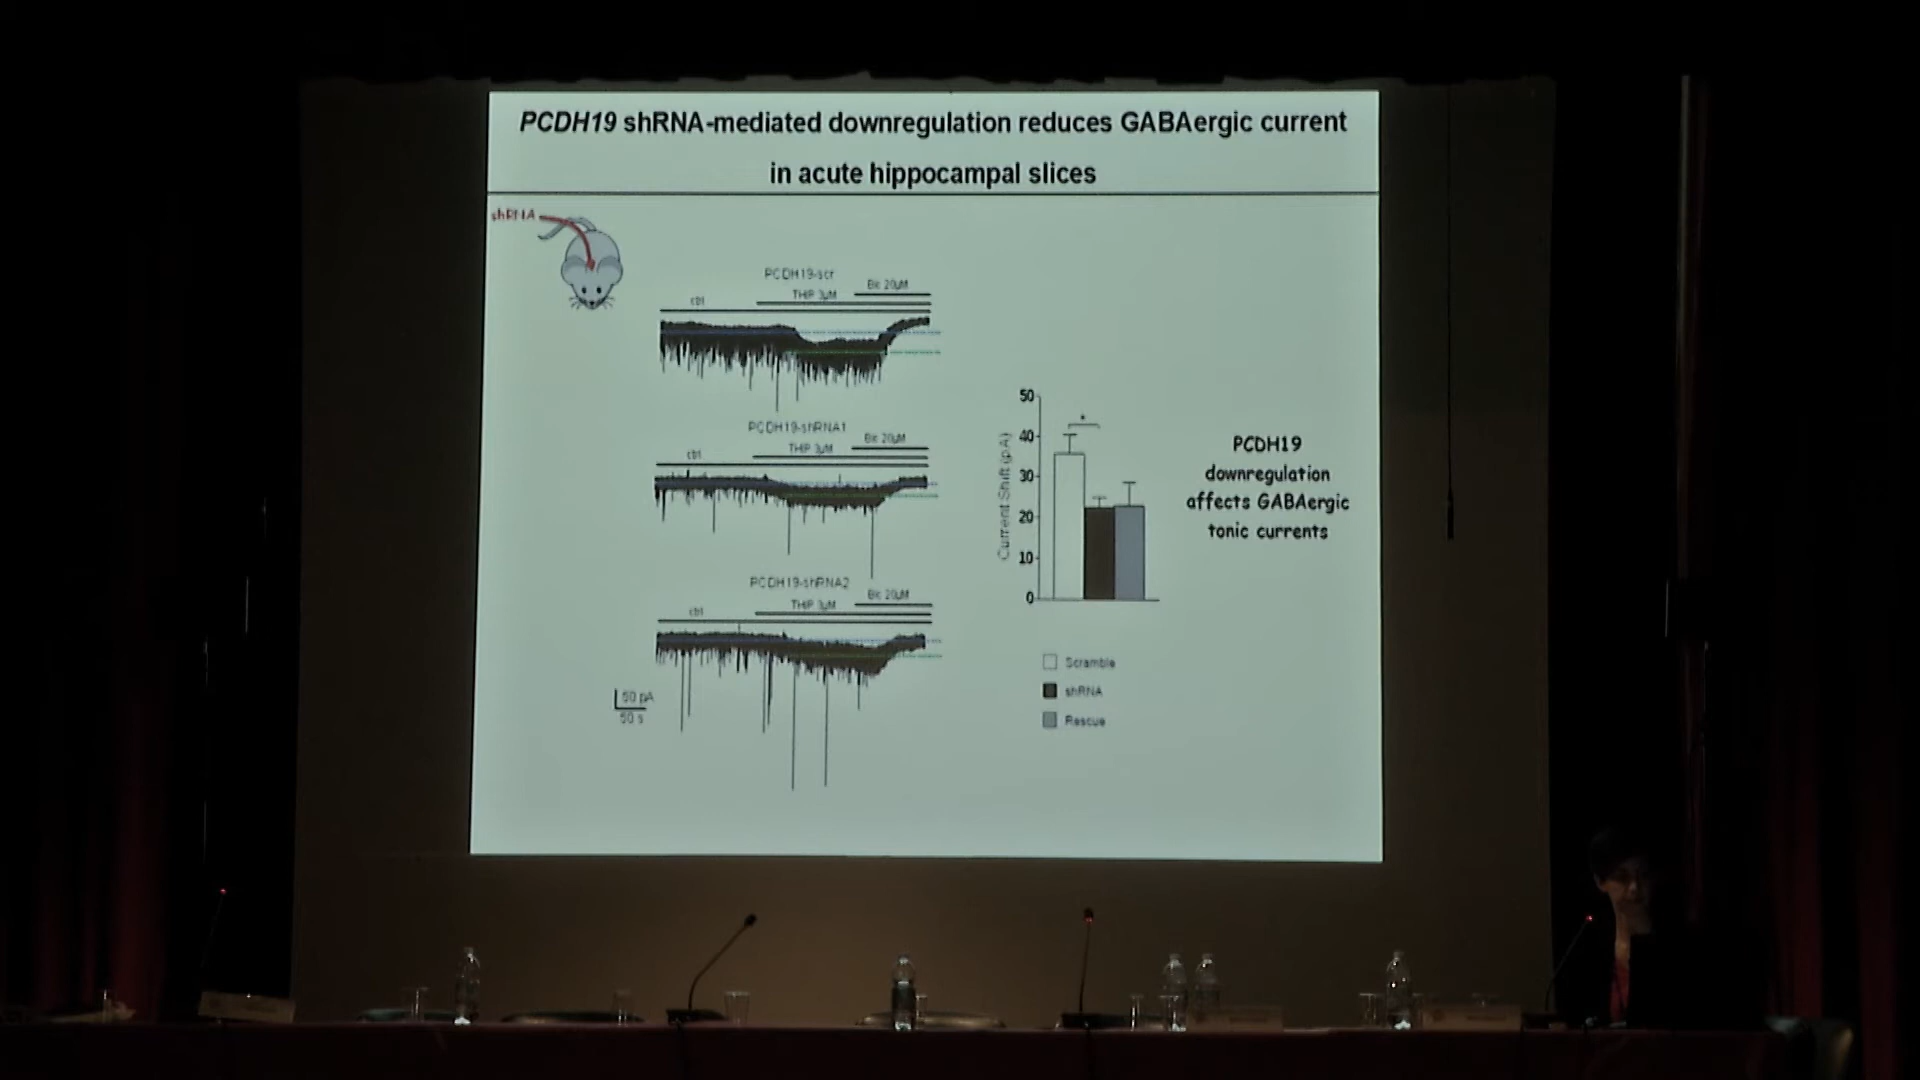 PCDH19 shRNA-mediated downregulation reduces GABAergic current
in acute hippocampal slices
shRNA
PCDH19-scr
Bic 20µM
THIP 3µM
ctrl
PCDH19-shRNA1
Bic 20µM
THIP 3µM
ctrl
PCDH19-shRNA2
Bic 20µM
THIP 3µM
ctrl
50 pA
50 s
50
*
40
30
20
10
0
Current Shift (pA)
PCDH19
downregulation
affects GABAergic
tonic currents
Scramble
shRNA
Rescue